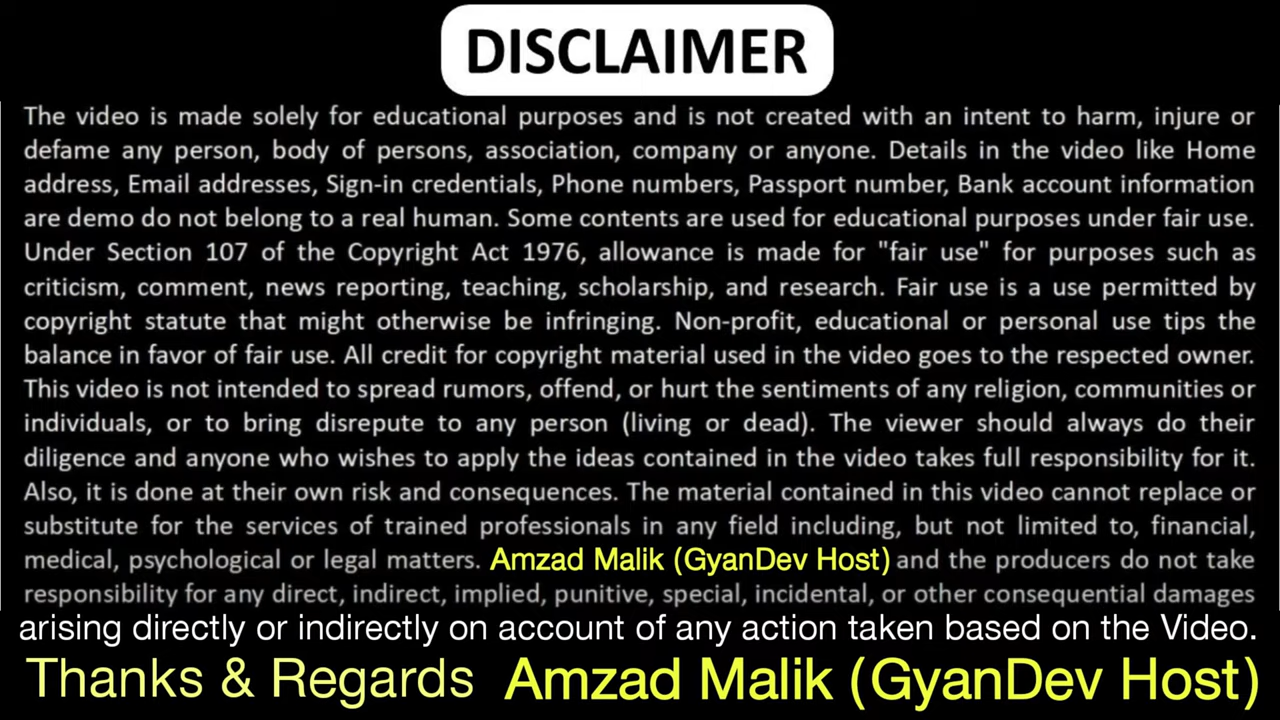 DISCLAIMER
The video is made solely for educational purposes and is not created with an intent to harm, injure or
defame any person, body of persons, association, company or anyone. Details in the video like Home
address, Email addresses, Sign-in credentials, Phone numbers, Passport number, Bank account information
are demo do not belong to a real human. Some contents are used for educational purposes under fair use.
Under Section 107 of the Copyright Act 1976, allowance is made for "fair use" for purposes such as
criticism, comment, news reporting, teaching, scholarship, and research. Fair use is a use permitted by
copyright statute that might otherwise be infringing. Non-profit, educational or personal use tips the
balance in favor of fair use. All credit for copyright material used in the video goes to the respected owner.
This video is not intended to spread rumors, offend, or hurt the sentiments of any religion, communities or
individuals, or to bring disrepute to any person (living or dead). The viewer should always do their
diligence and anyone who wishes to apply the ideas contained in the video takes full responsibility for it.
Also, it is done at their own risk and consequences. The material contained in this video cannot replace or
substitute for the services of trained professionals in any field including, but not limited to, financial,
medical, psychological or legal matters. Amzad Malik (GyanDev Host) and the producers do not take
responsibility for any direct, indirect, implied, punitive, special, incidental, or other consequential damages
arising directly or indirectly on account of any action taken based on the Video.
Thanks & Regards Amzad Malik (GyanDev Host)